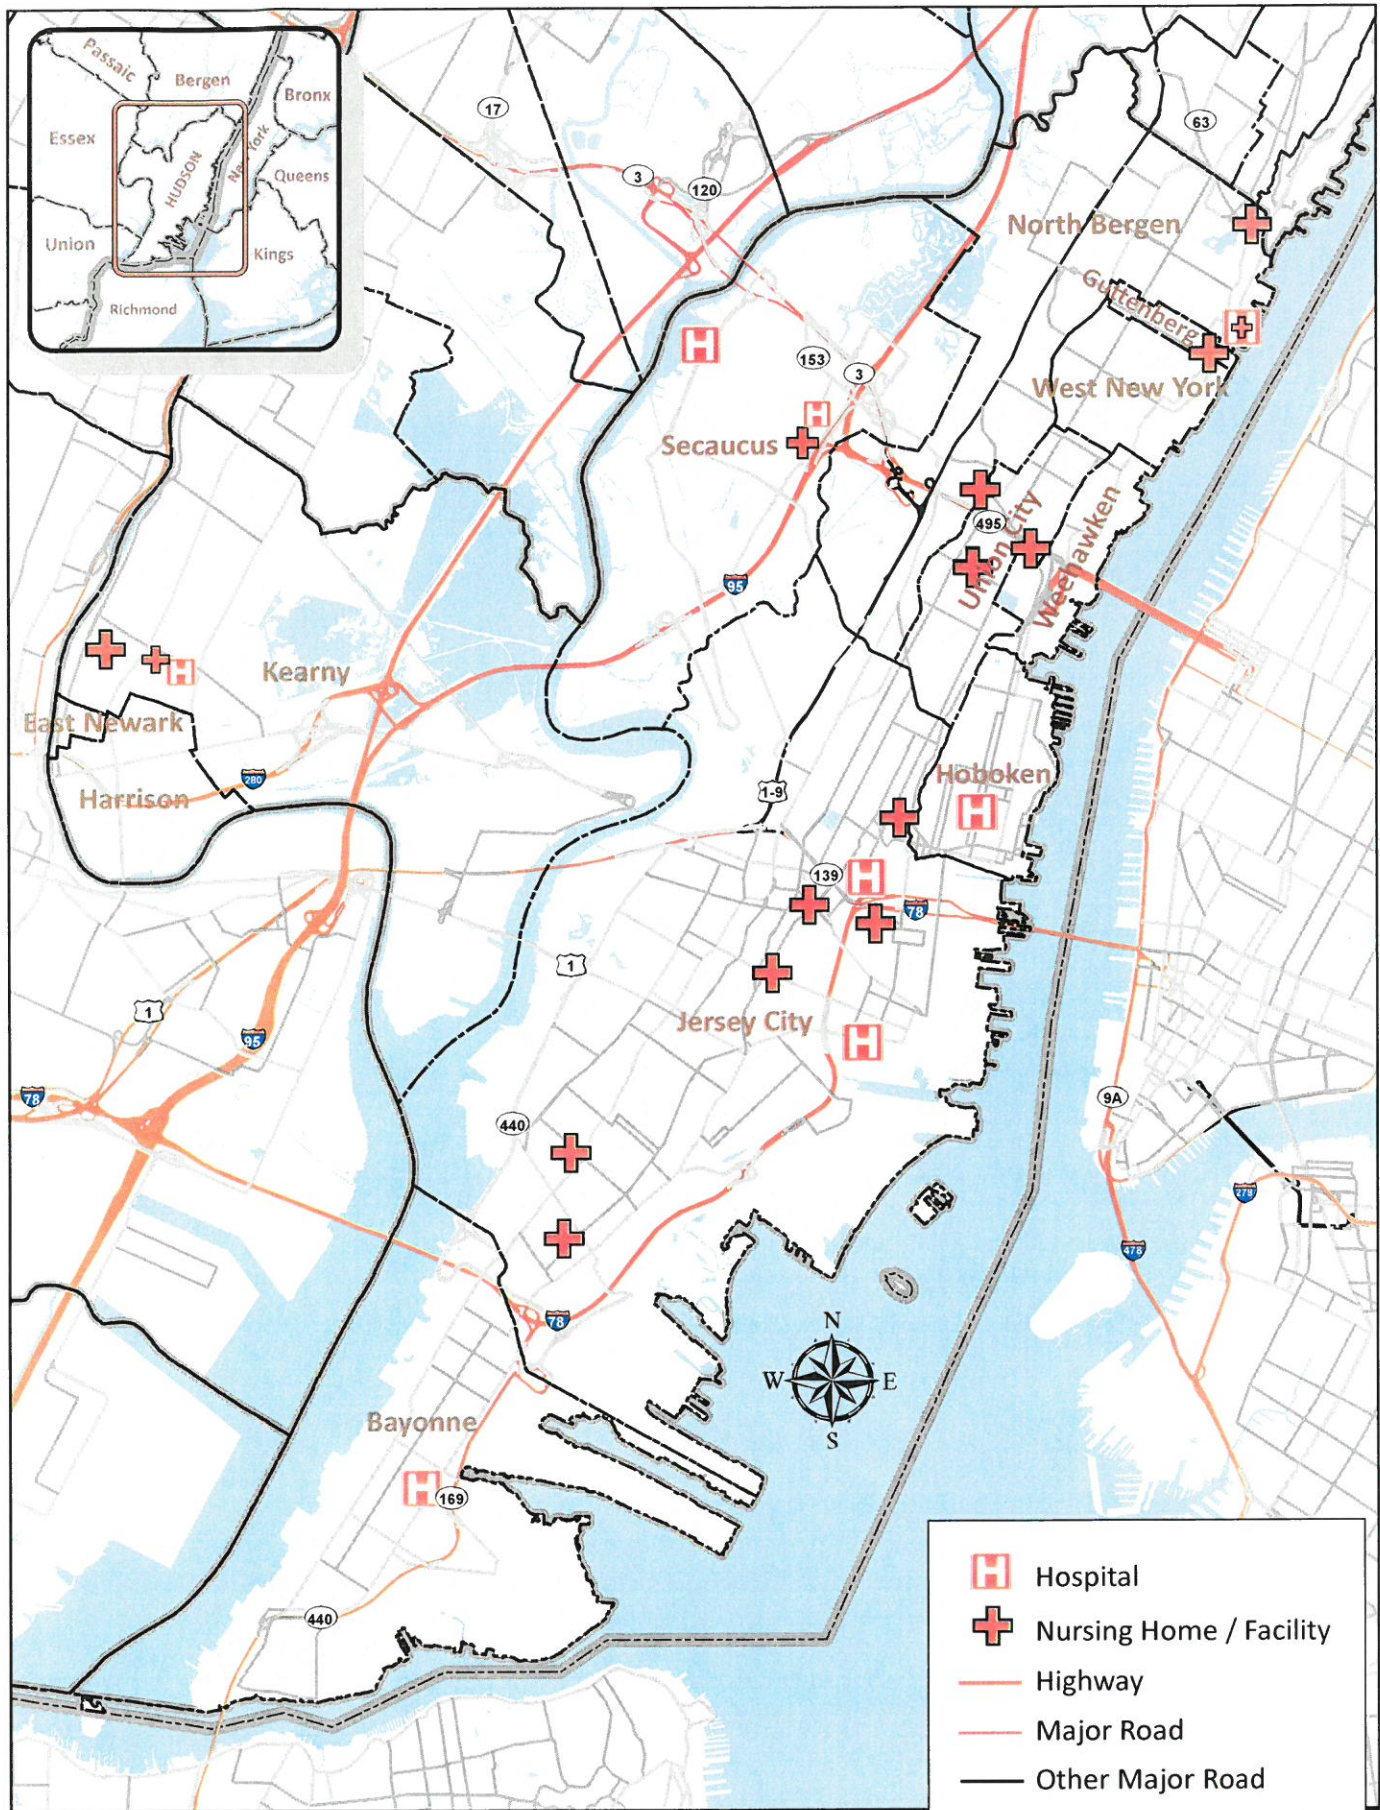 Passaic
Bergen
Bronx
Essex
HUDSON
New York
Queens
Union
Kings
Richmond
17
3
120
63
North Bergen
Guttenberg
H
153
3
H
H
West New York
Secaucus
495
Union City
Weehawken
95
H
Kearny
East Newark
280
Harrison
1-9
Hoboken
H
139
H
78
1
1
95
Jersey City
H
78
9A
440
279
478
78
N
W
E
S
Bayonne
H
169
440
H Hospital
Nursing Home / Facility
Highway
Major Road
Other Major Road